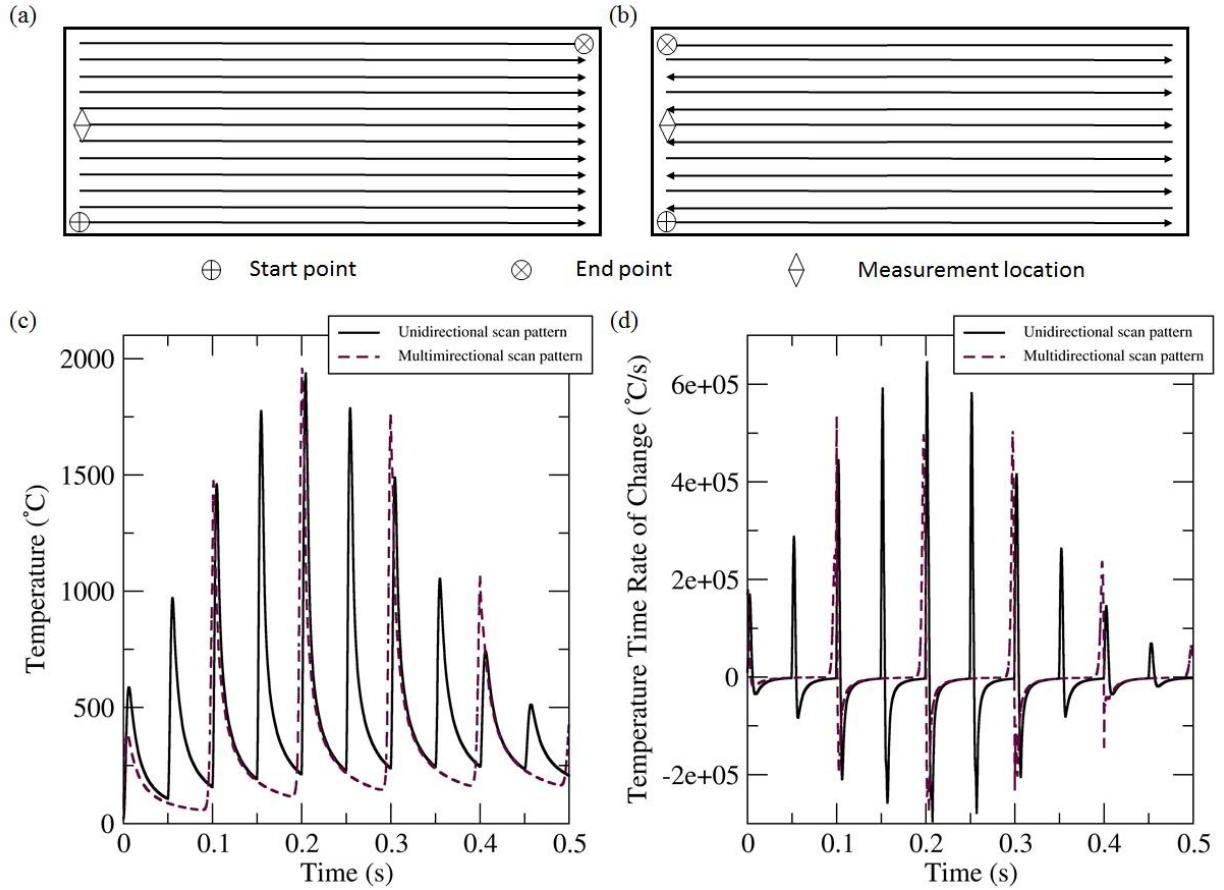 (a)
(b)
Start point
End point
Measurement location
(c)
Unidirectional scan pattern
Multimirectional scan pattern
2000
1500
1000
500
0
Temperature (°C)
0 0.1 0.2 0.3 0.4 0.5
Time (s)
(d)
Unidirectional scan pattern
Multidirectional scan pattern
6e+05
4e+05
2e+05
0
-2e+05
Temperature Time Rate of Change (°C/s)
0 0.1 0.2 0.3 0.4 0.5
Time (s)